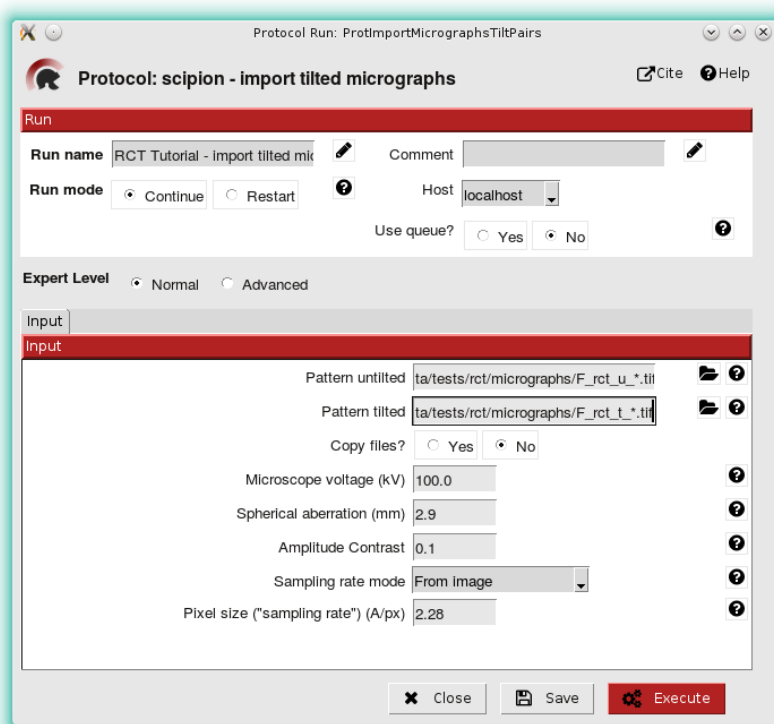 Protocol Run: ProtImportMicrographsTiltPairs
Protocol: scipion - import tilted micrographs
Cite
Help
Run
Run name RCT Tutorial - import tilted mic Comment
Run mode Continue Restart Host localhost
Use queue? Yes No
Expert Level Normal Advanced
Input
Input
Pattern untilted ta/tests/rct/micrographs/F_rct_u_*.tif
Pattern tilted ta/tests/rct/micrographs/F_rct_t_*.tif
Copy files? Yes No
Microscope voltage (kV) 100.0
Spherical aberration (mm) 2.9
Amplitude Contrast 0.1
Sampling rate mode From image
Pixel size ("sampling rate") (A/px) 2.28
Close Save Execute